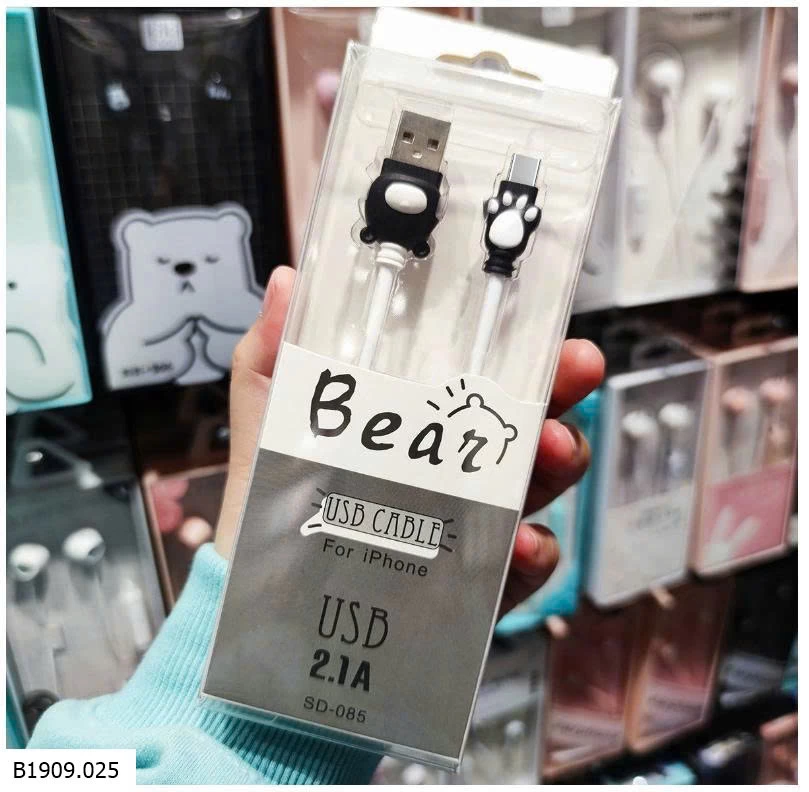 Bear
USB CABLE
For iPhone
USB
2.1A
SD-085
B1909.025